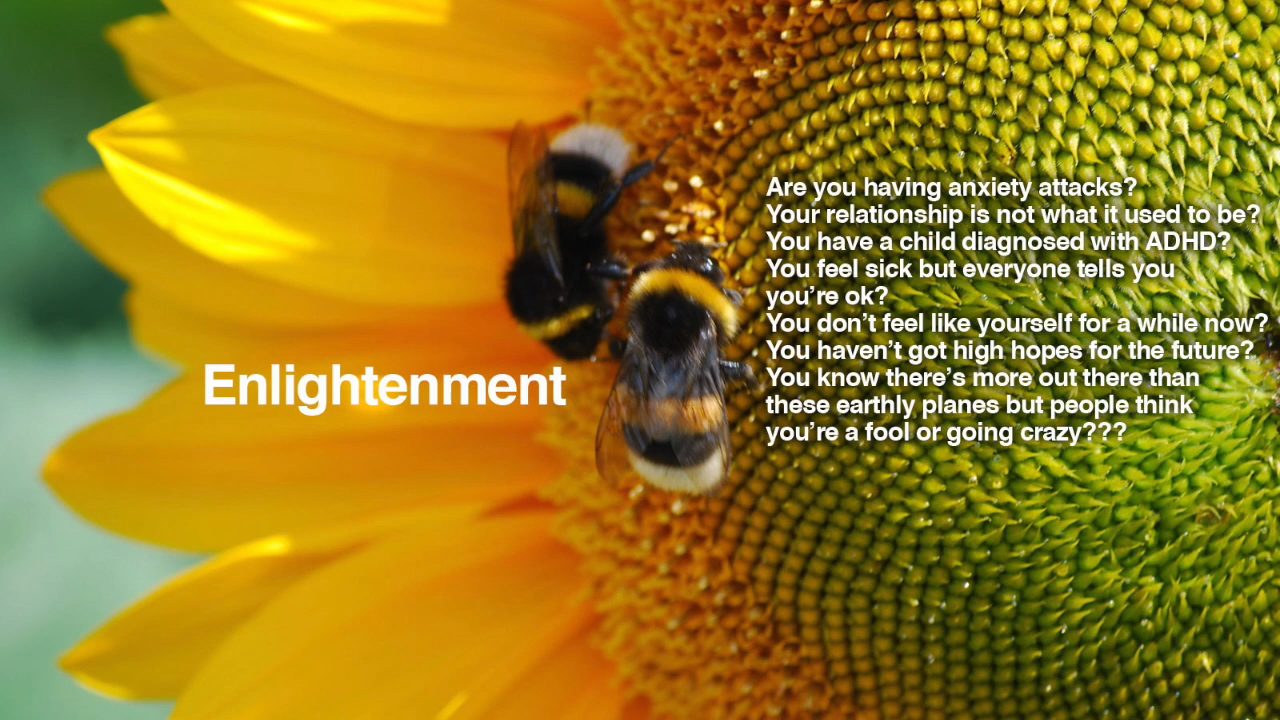 Enlightenment
Are you having anxiety attacks?
Your relationship is not what it used to be?
You have a child diagnosed with ADHD?
You feel sick but everyone tells you
you’re ok?
You don’t feel like yourself for a while now?
You haven’t got high hopes for the future?
You know there’s more out there than
these earthly planes but people think
you’re a fool or going crazy???